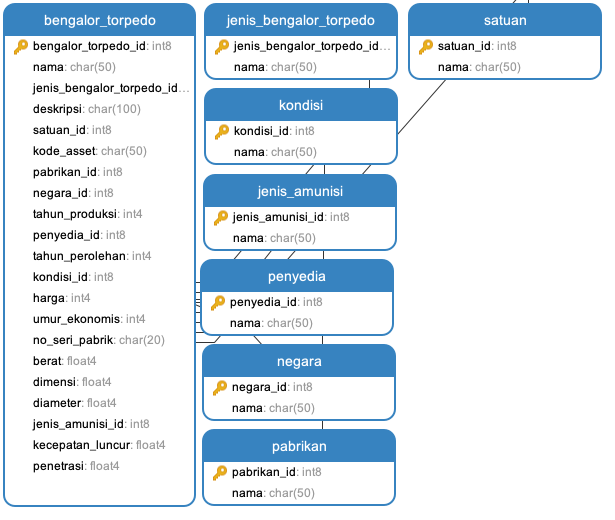 bengalor_torpedo
bengalor_torpedo_id: int8
nama: char(50)
jenis_bengalor_torpedo_id...
deskripsi: char(100)
satuan_id: int8
kode_asset: char(50)
pabrikan_id: int8
negara_id: int8
tahun_produksi: int4
penyedia_id: int8
tahun_perolehan: int4
kondisi_id: int8
harga: int4
umur_ekonomis: int4
no_seri_pabrik: char(20)
berat: float4
dimensi: float4
diameter: float4
jenis_amunisi_id: int8
kecepatan_luncur: float4
penetrasi: float4
jenis_bengalor_torpedo
jenis_bengalor_torpedo_id...
nama: char(50)
kondisi
kondisi_id: int8
nama: char(50)
jenis_amunisi
jenis_amunisi_id: int8
nama: char(50)
penyedia
penyedia_id: int8
nama: char(50)
negara
negara_id: int8
nama: char(50)
pabrikan
pabrikan_id: int8
nama: char(50)
satuan
satuan_id: int8
nama: char(50)